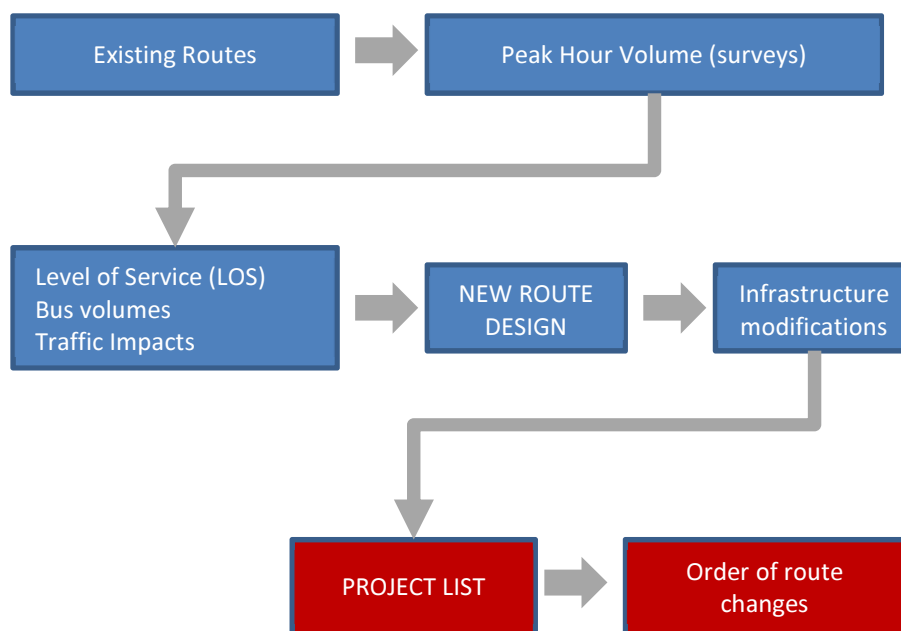 Existing Routes
Peak Hour Volume (surveys)
Level of Service (LOS)
Bus volumes
Traffic Impacts
NEW ROUTE
DESIGN
Infrastructure
modifications
PROJECT LIST
Order of route
changes